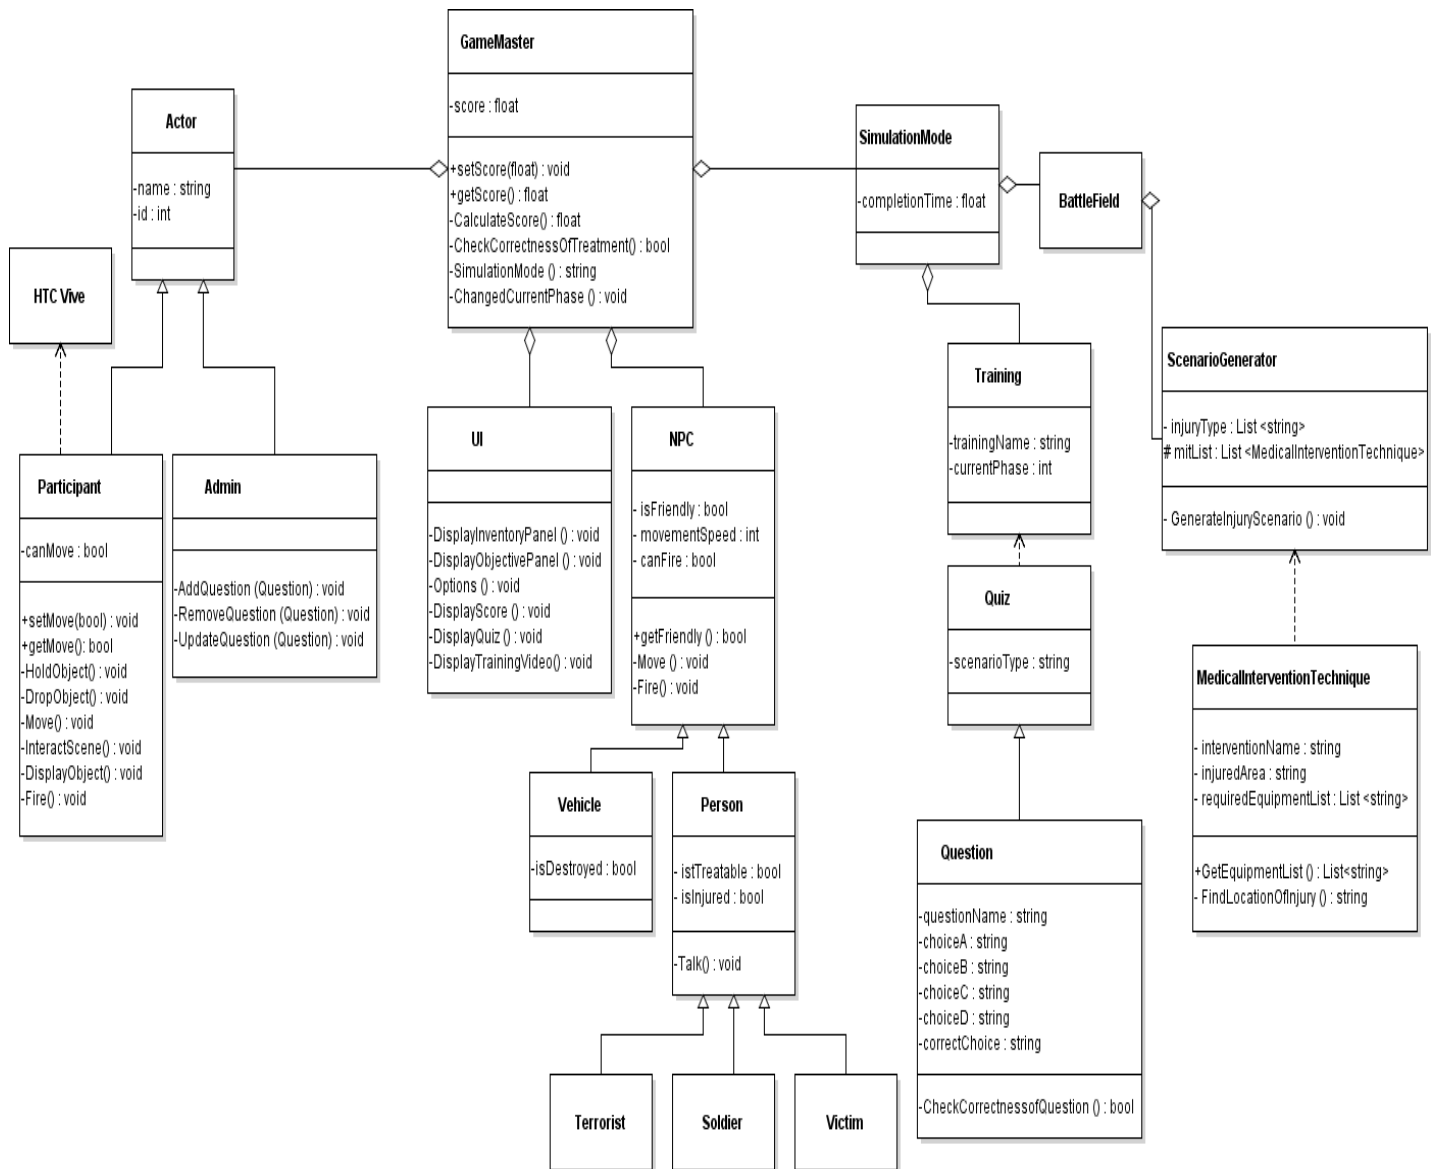 GameMaster
-score : float
+setScore(float) : void
+getScore() : float
-CalculateScore() : float
-CheckCorrectnessOfTreatment() : bool
-SimulationMode () : string
-ChangedCurrentPhase () : void
Actor
-name : string
-id : int
SimulationMode
-completionTime : float
BattleField
HTC Vive
ScenarioGenerator
- injuryType : List <string>
# mitList : List <MedicalInterventionTechnique>
- GenerateInjuryScenario () : void
Training
-trainingName : string
-currentPhase : int
UI
-DisplayInventoryPanel () : void
-DisplayObjectivePanel () : void
-Options () : void
-DisplayScore () : void
-DisplayQuiz () : void
-DisplayTrainingVideo() : void
NPC
- isFriendly : bool
- movementSpeed : int
- canFire : bool
+getFriendly () : bool
-Move () : void
-Fire() : void
Participant
-canMove : bool
+setMove(bool) : void
+getMove(): bool
-HoldObject() : void
-DropObject() : void
-Move() : void
-InteractScene() : void
-DisplayObject() : void
-Fire() : void
Admin
-AddQuestion (Question) : void
-RemoveQuestion (Question) : void
-UpdateQuestion (Question) : void
Quiz
-scenarioType : string
MedicalInterventionTechnique
- interventionName : string
- injuredArea : string
- requiredEquipmentList : List <string>
+GetEquipmentList () : List<string>
- FindLocationOfInjury () : string
Vehicle
-isDestroyed : bool
Person
- istTreatable : bool
- isInjured : bool
-Talk() : void
Question
-questionName : string
-choiceA : string
-choiceB : string
-choiceC : string
-choiceD : string
-correctChoice : string
-CheckCorrectnessofQuestion () : bool
Terrorist
Soldier
Victim